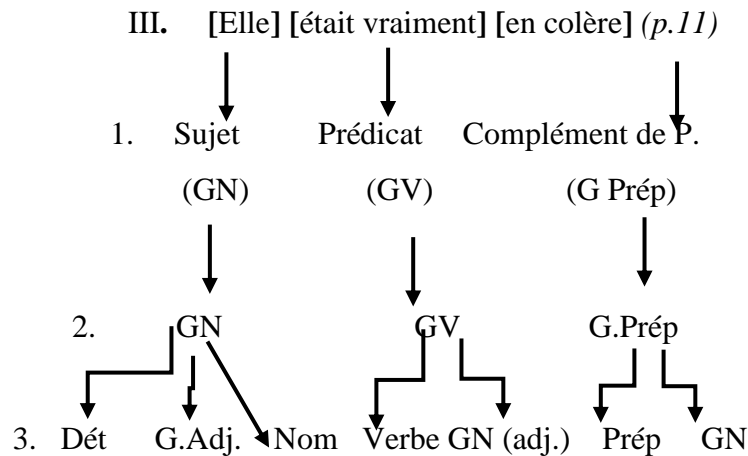 III. [Elle] [était vraiment] [en colère] (p.11)
1. Sujet Prédicat Complément de P.
(GN) (GV) (G Prép)
2. GN GV G.Prép
3. Dét G.Adj. Nom Verbe GN (adj.) Prép GN